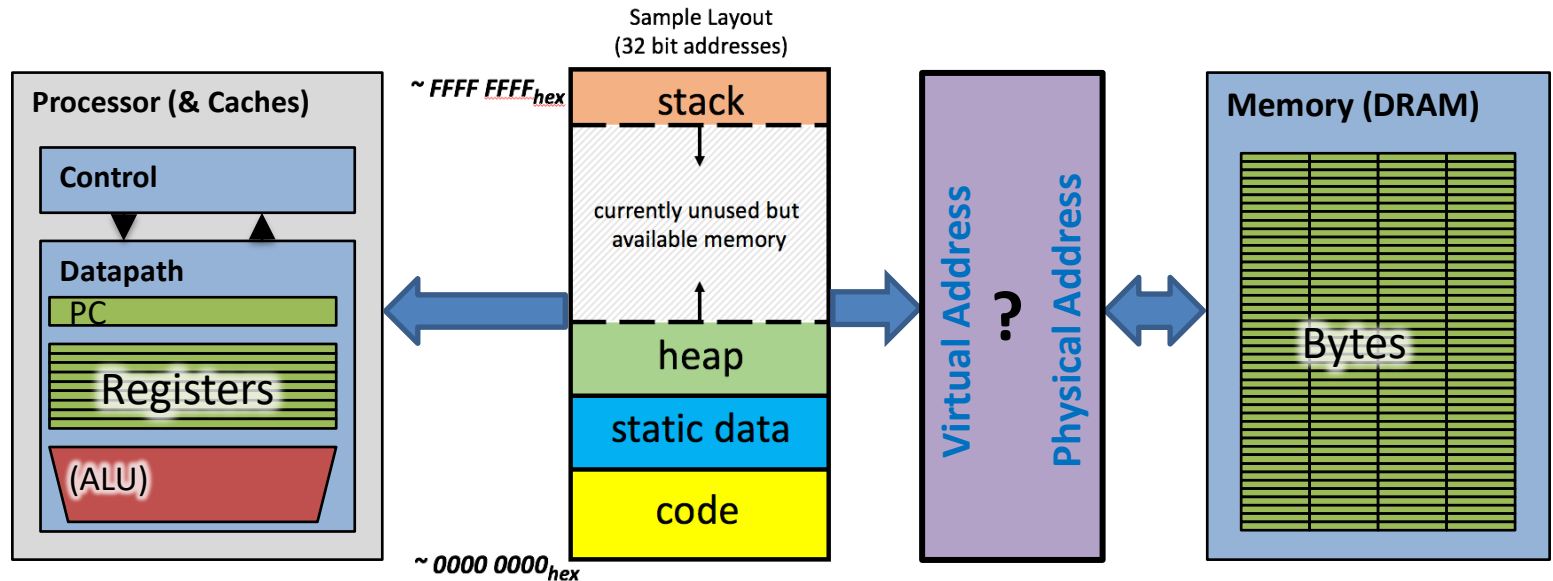 Sample Layout
(32 bit addresses)
Processor (& Caches)
Control
Datapath
PC
Registers
(ALU)
~ FFFF FFFFhex
stack
currently unused but
available memory
heap
static data
code
~ 0000 0000hex
Virtual Address
?
Physical Address
Memory (DRAM)
Bytes